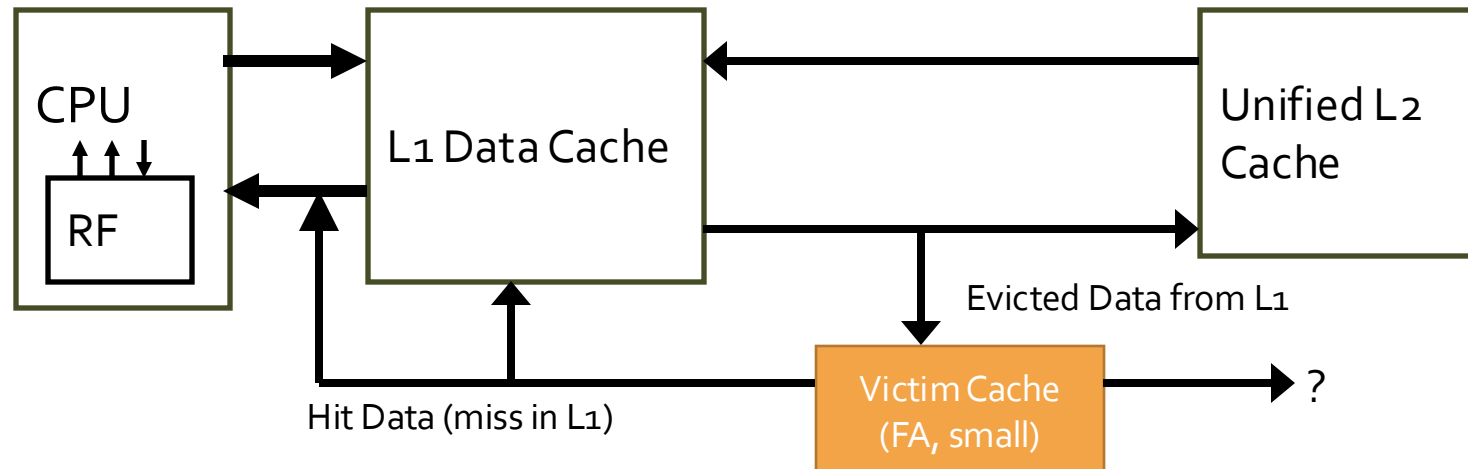 CPU
RF
L1 Data Cache
Unified L2
Cache
Evicted Data from L1
Hit Data (miss in L1)
Victim Cache
(FA, small)
?